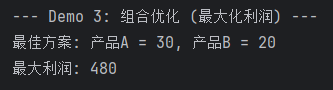 --- Demo 3: 组合优化 (最大化利润) ---
最佳方案: 产品A = 30, 产品B = 20
最大利润: 480